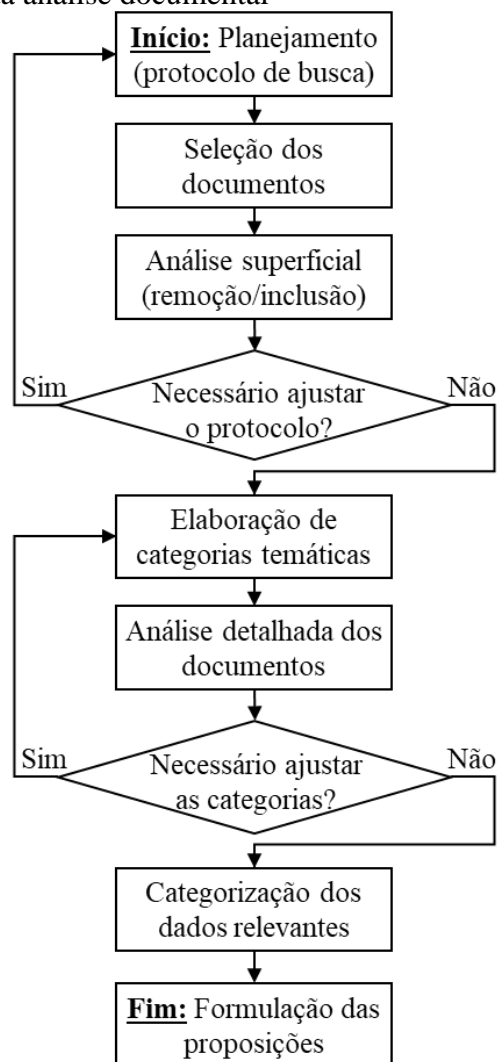 a análise documental
Início: Planejamento
(protocolo de busca)
Seleção dos
documentos
Análise superficial
(remoção/inclusão)
Sim
Não
Necessário ajustar
o protocolo?
Elaboração de
categorias temáticas
Análise detalhada dos
documentos
Sim
Não
Necessário ajustar
as categorias?
Categorização dos
dados relevantes
Fim: Formulação das
proposições